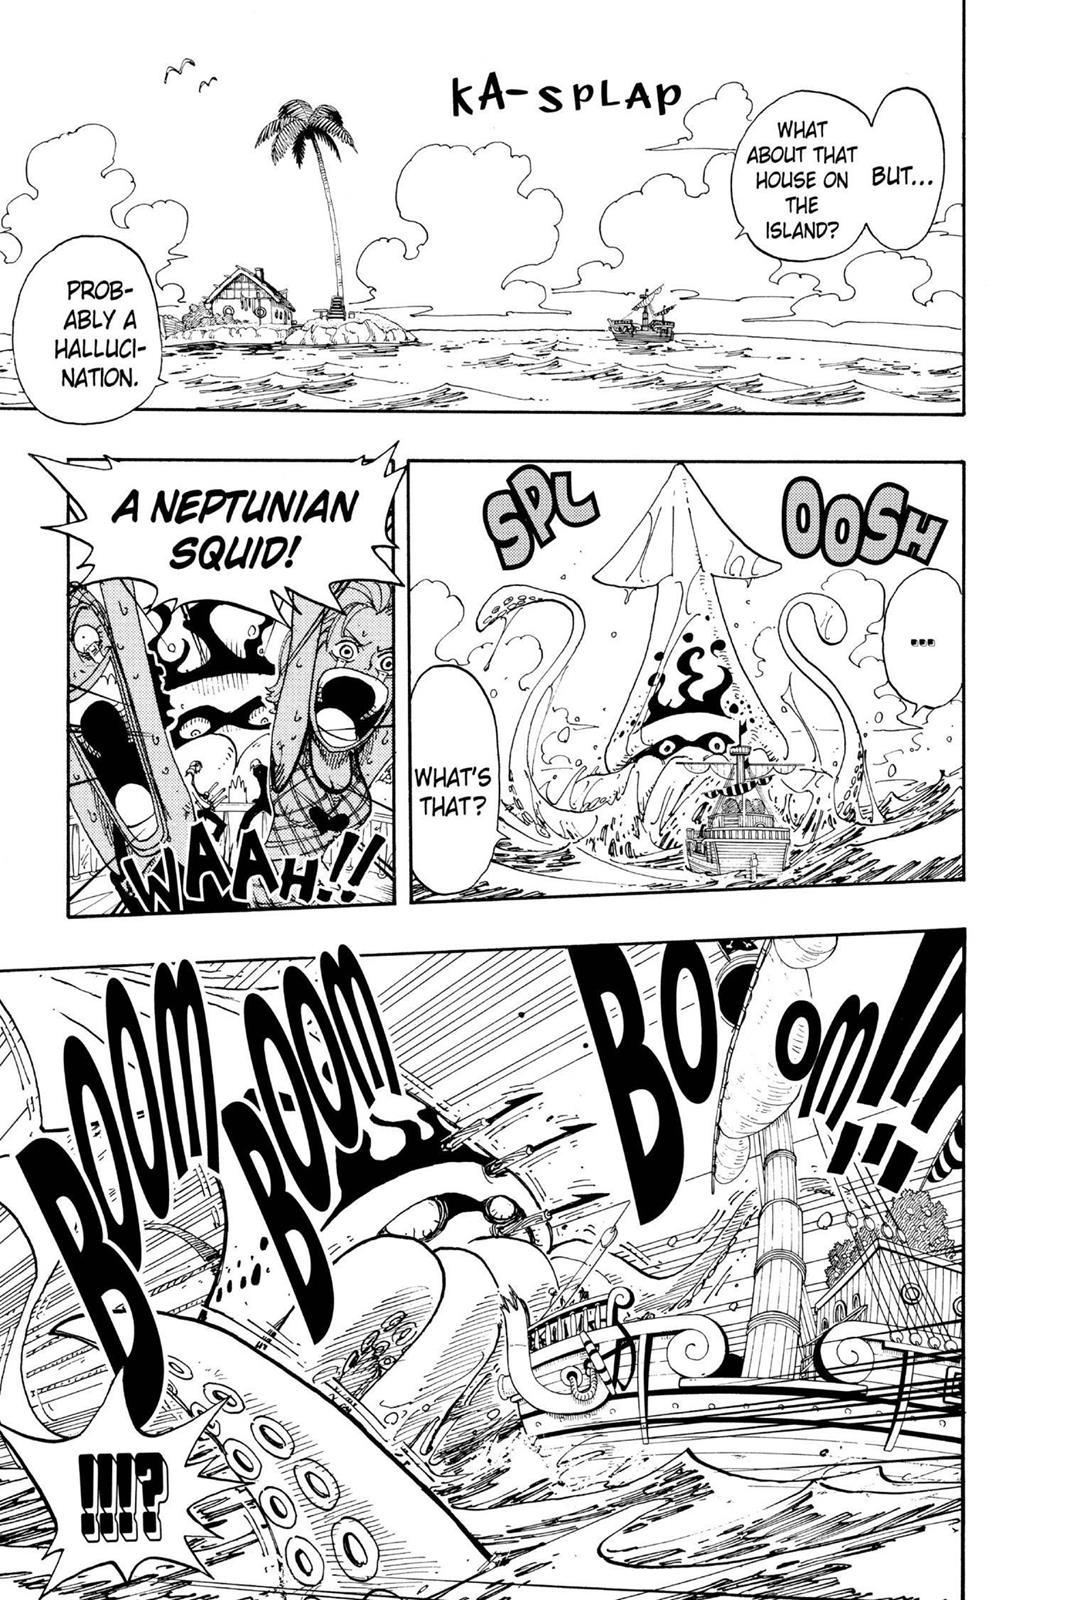 KA-SPLAP
BUT...
WHAT
ABOUT THAT
HOUSE ON
THE
ISLAND?
PROB-
ABLY A
HALLUCI-
NATION.
SPL
OOSH
...
WHAT'S
THAT?
A NEPTUNIAN
SQUID!
WAAAH!!
BOOM!!!
BOOM
BOOM
!!!!?